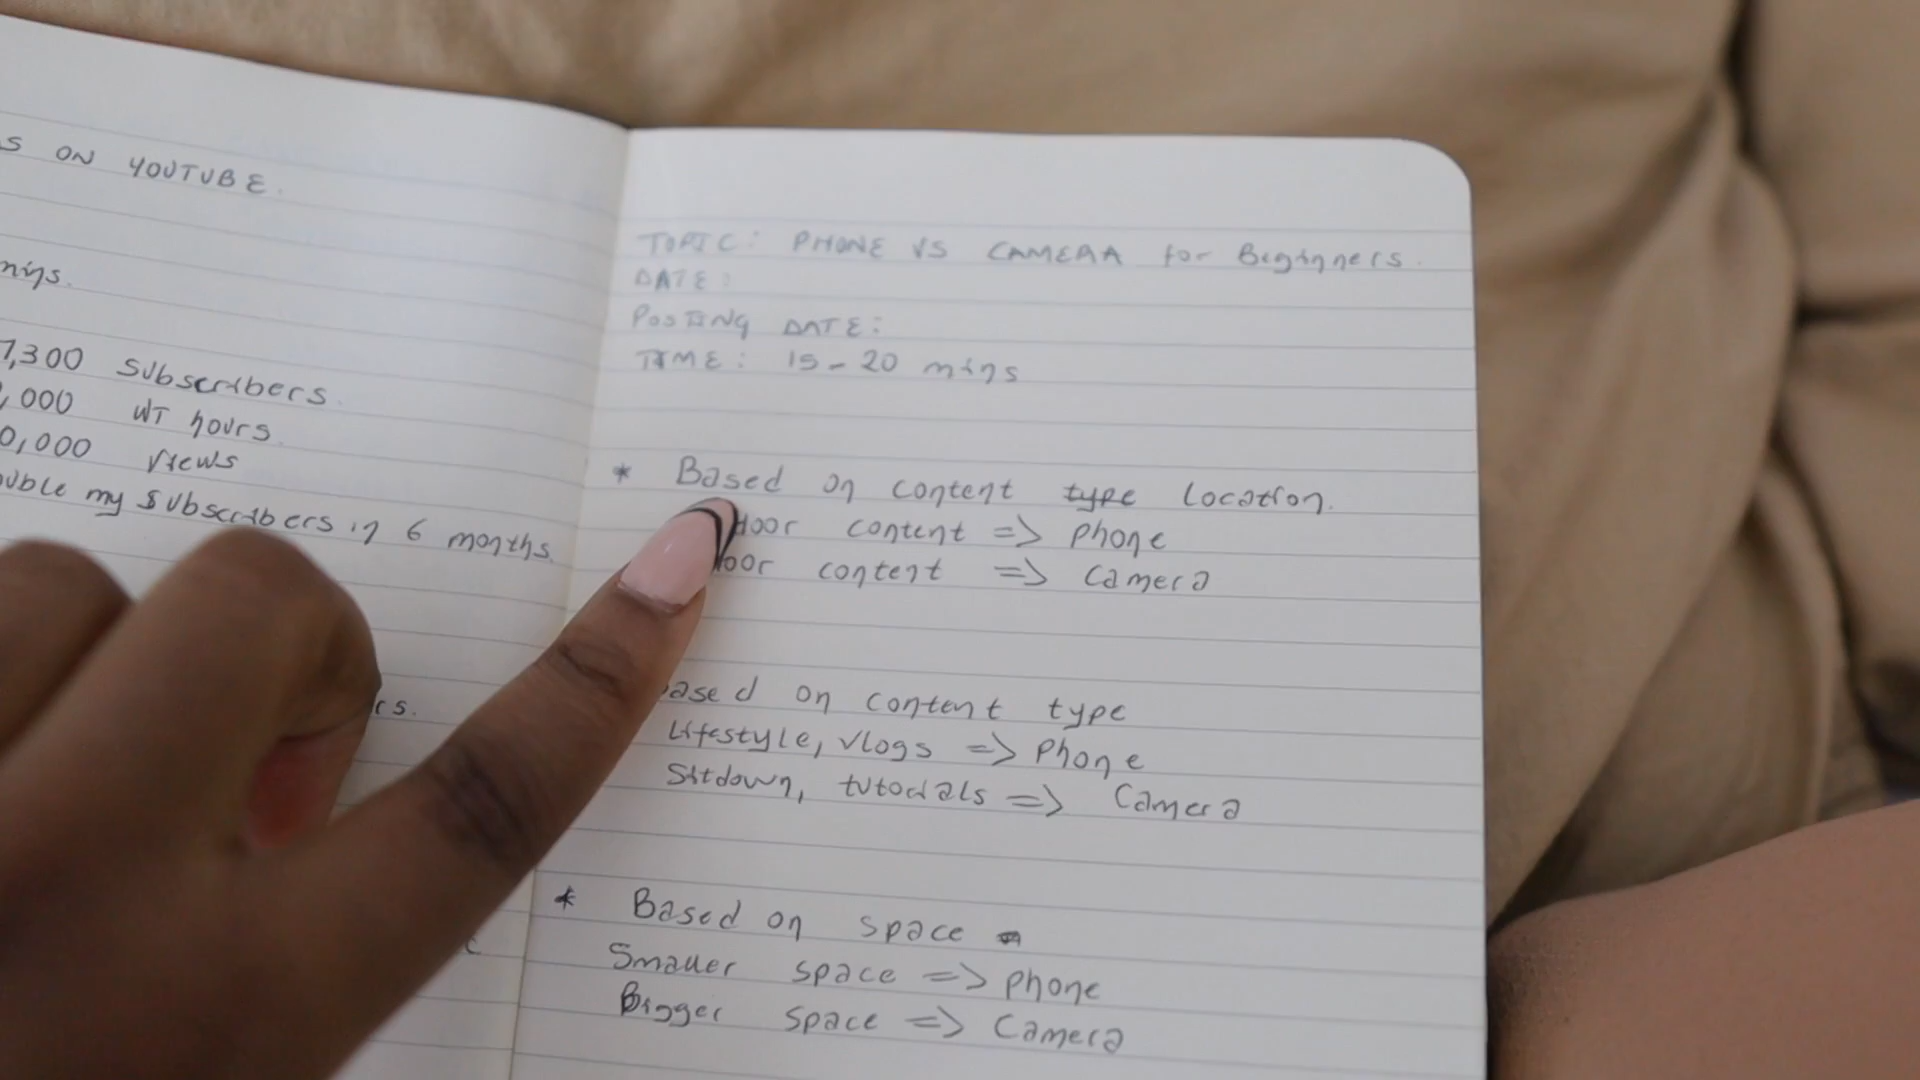 S ON YOUTUBE.
mins.
7,300 Subscribers.
,000 WT hours.
0,000 views
ouble my subscribers in 6 months.
rs.
TOPIC: PHONE VS CAMERA for Beginners.
DATE:
POSTING DATE:
TIME: 15-20 mins
* Based on content type location.
door content => phone
oor content => camera
Based on content type
Lifestyle, vlogs => Phone
Sitdown, tutorials => Camera
* Based on space
Smaller space => phone
Bigger space => Camera